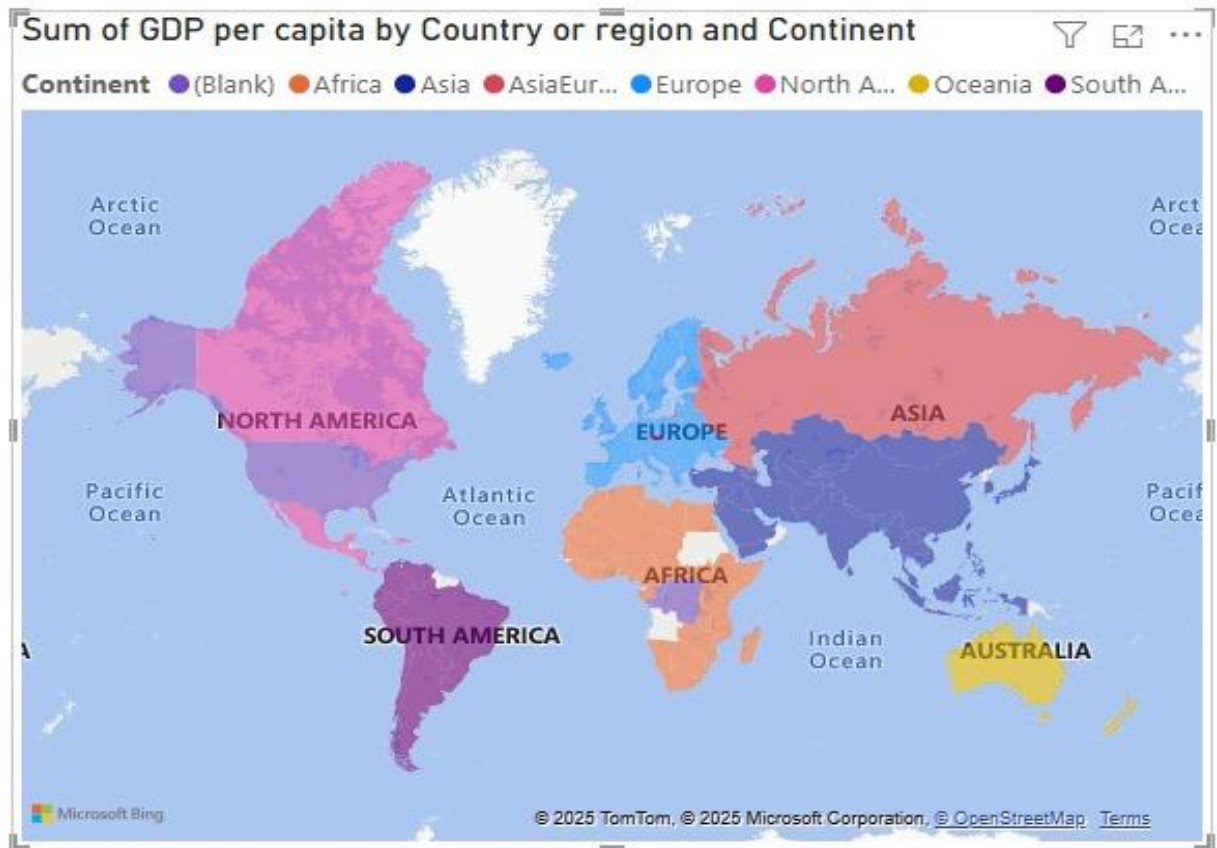 Sum of GDP per capita by Country or region and Continent
Continent (Blank) Africa Asia AsiaEur... Europe North A... Oceania South A...
Arctic
Ocean
Arct
Ocea
NORTH AMERICA
ASIA
EUROPE
Pacific
Ocean
Atlantic
Ocean
Pacif
Ocea
AFRICA
SOUTH AMERICA
Indian
Ocean
AUSTRALIA
A
Microsoft Bing
© 2025 TomTom, © 2025 Microsoft Corporation, © OpenStreetMap Terms